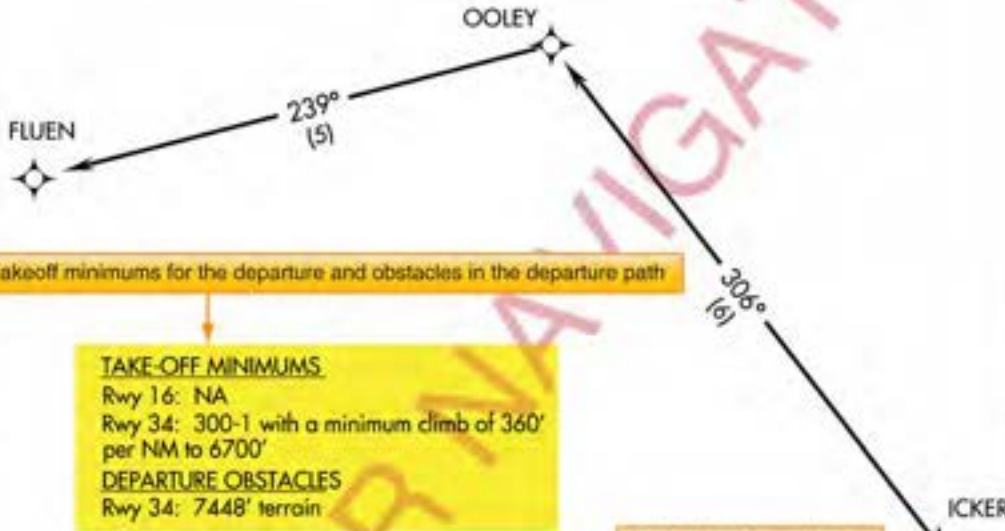 OOLEY
239°
(5)
FLUEN
akeoff minimums for the departure and obstacles in the departure path
306°
(6)
TAKE-OFF MINIMUMS
Rwy 16: NA
Rwy 34: 300-1 with a minimum climb of 360'
per NM to 6700'
DEPARTURE OBSTACLES
Rwy 34: 7448' terrain
ICKER
R NAVIGAT